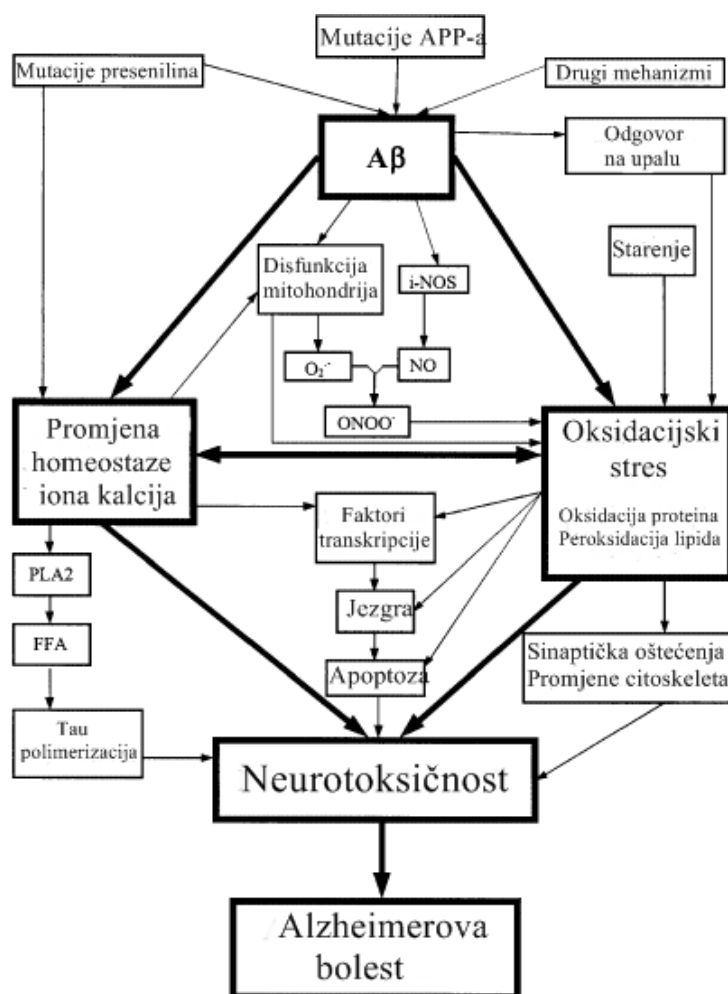 Mutacije APP-a
Mutacije presenilina
Drugi mehanizmi
Aβ
Odgovor
na upalu
Starenje
Disfunkcija
mitohondrija
i-NOS
O₂·⁻
NO
ONOO⁻
Promjena
homeostaze
iona kalcija
Oksidacijski
stres
Oksidacija proteina
Peroksidacija lipida
Faktori
transkripcije
PLA2
Jezgra
FFA
Apoptoza
Sinaptička oštećenja
Promjene citoskeleta
Tau
polimerizacija
Neurotoksičnost
Alzheimerova
bolest